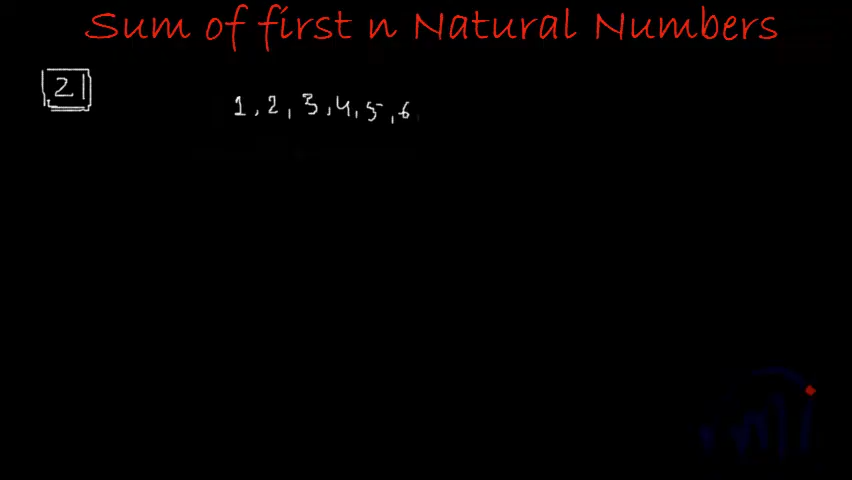 Sum of first n Natural Numbers
21
1, 2, 3, 4, 5, 6